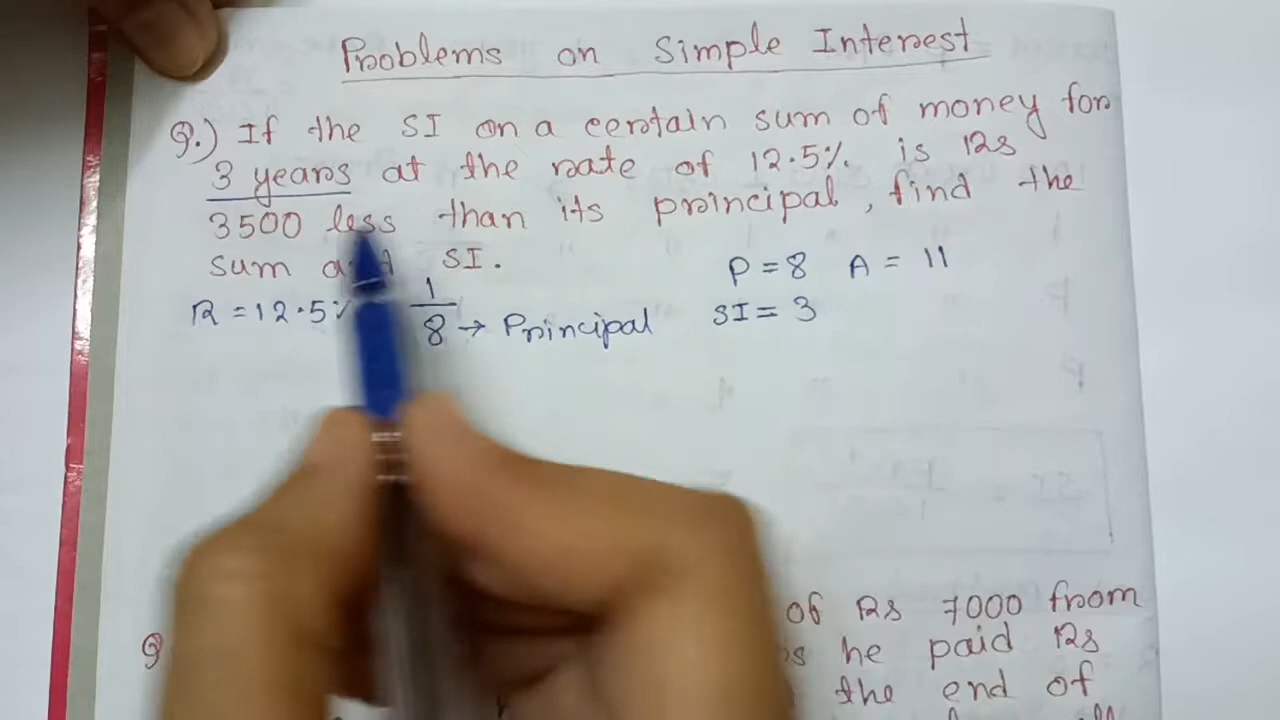 Problems on Simple Interest
Q.) If the SI on a certain sum of money for
3 years at the rate of 12.5% is Rs
3500 less than its principal, find the
sum SI.
P = 8 A = 11
R = 12.5% 1/8 → Principal SI = 3
of Rs 7000 from
Q he paid Rs
the end of